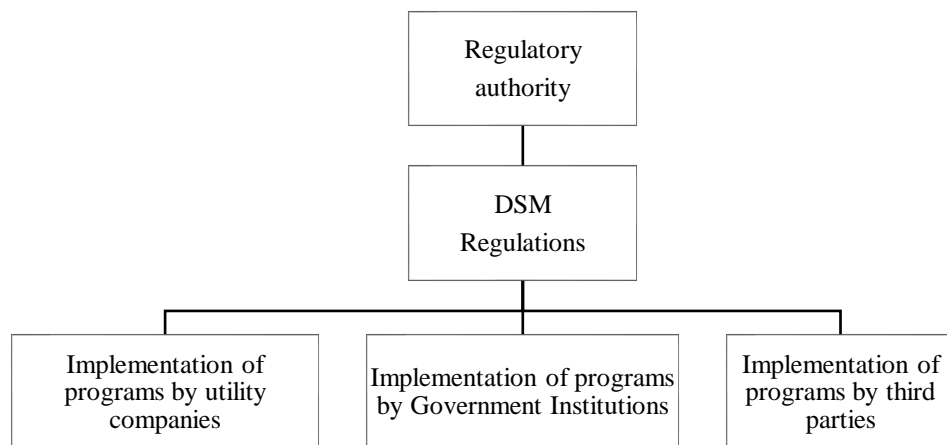 Regulatory
authority
DSM
Regulations
Implementation of
programs by utility
companies
Implementation of programs
by Government Institutions
Implementation of
programs by third
parties